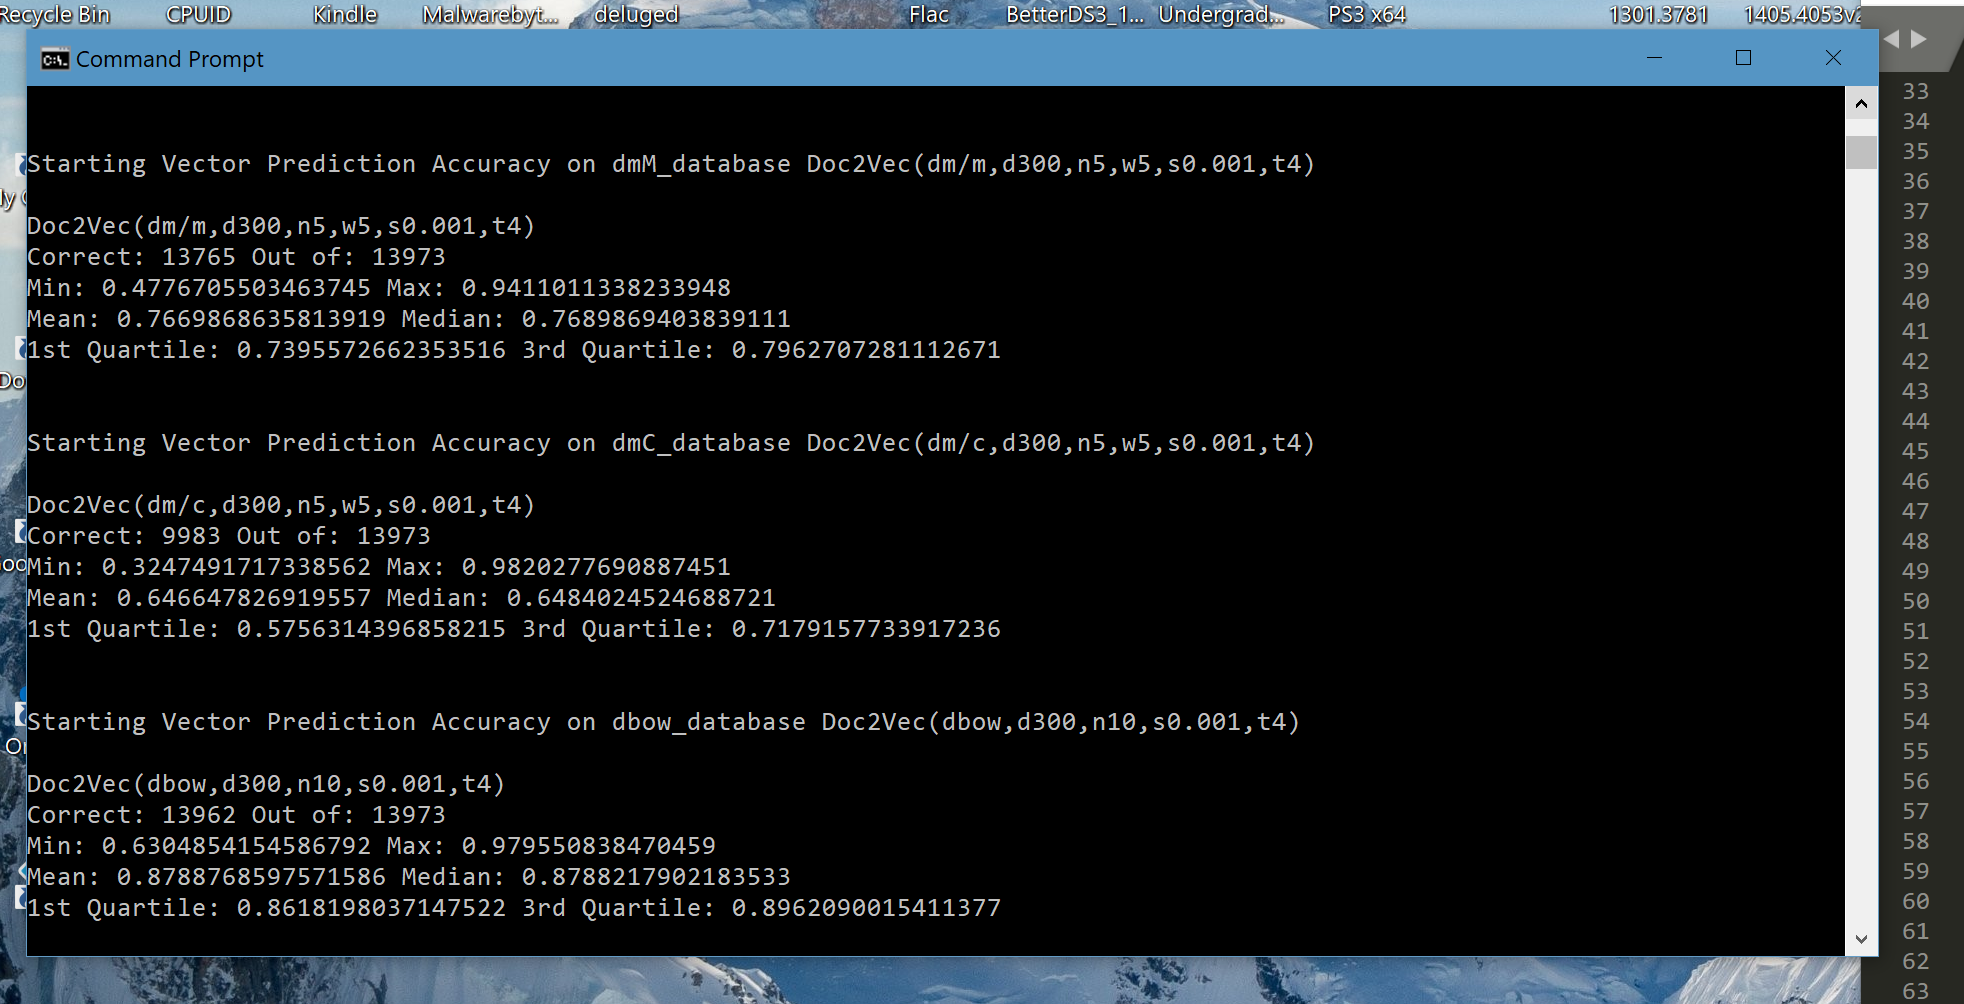 Recycle Bin CPUID Kindle Malwarebyt... deluged Flac BetterDS3_1... Undergrad... PS3 x64 1301.3781 1405.4053v2
Command Prompt
Starting Vector Prediction Accuracy on dmM_database Doc2Vec(dm/m,d300,n5,w5,s0.001,t4)
Doc2Vec(dm/m,d300,n5,w5,s0.001,t4)
Correct: 13765 Out of: 13973
Min: 0.4776705503463745 Max: 0.9411011338233948
Mean: 0.7669868635813919 Median: 0.7689869403839111
1st Quartile: 0.7395572662353516 3rd Quartile: 0.7962707281112671
Starting Vector Prediction Accuracy on dmC_database Doc2Vec(dm/c,d300,n5,w5,s0.001,t4)
Doc2Vec(dm/c,d300,n5,w5,s0.001,t4)
Correct: 9983 Out of: 13973
Min: 0.3247491717338562 Max: 0.9820277690887451
Mean: 0.646647826919557 Median: 0.6484024524688721
1st Quartile: 0.5756314396858215 3rd Quartile: 0.7179157733917236
Starting Vector Prediction Accuracy on dbow_database Doc2Vec(dbow,d300,n10,s0.001,t4)
Doc2Vec(dbow,d300,n10,s0.001,t4)
Correct: 13962 Out of: 13973
Min: 0.6304854154586792 Max: 0.979550838470459
Mean: 0.8788768597571586 Median: 0.8788217902183533
1st Quartile: 0.8618198037147522 3rd Quartile: 0.8962090015411377
33
34
35
36
37
38
39
40
41
42
43
44
45
46
47
48
49
50
51
52
53
54
55
56
57
58
59
60
61
62
63